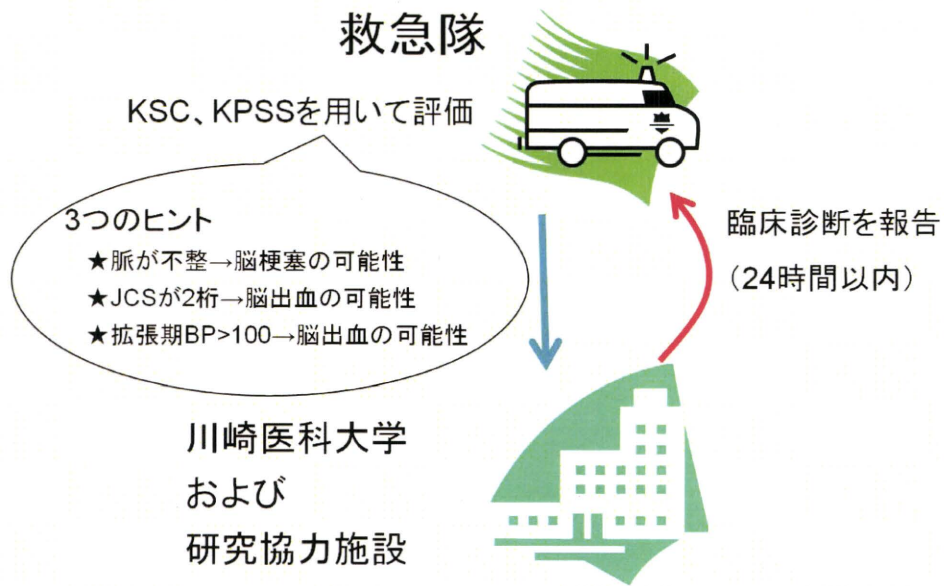 救急隊
KSC、KPSSを用いて評価
3つのヒント
★脈が不整→脳梗塞の可能性
★JCSが2桁→脳出血の可能性
★拡張期BP>100→脳出血の可能性
臨床診断を報告
（24時間以内）
川崎医科大学
および
研究協力施設